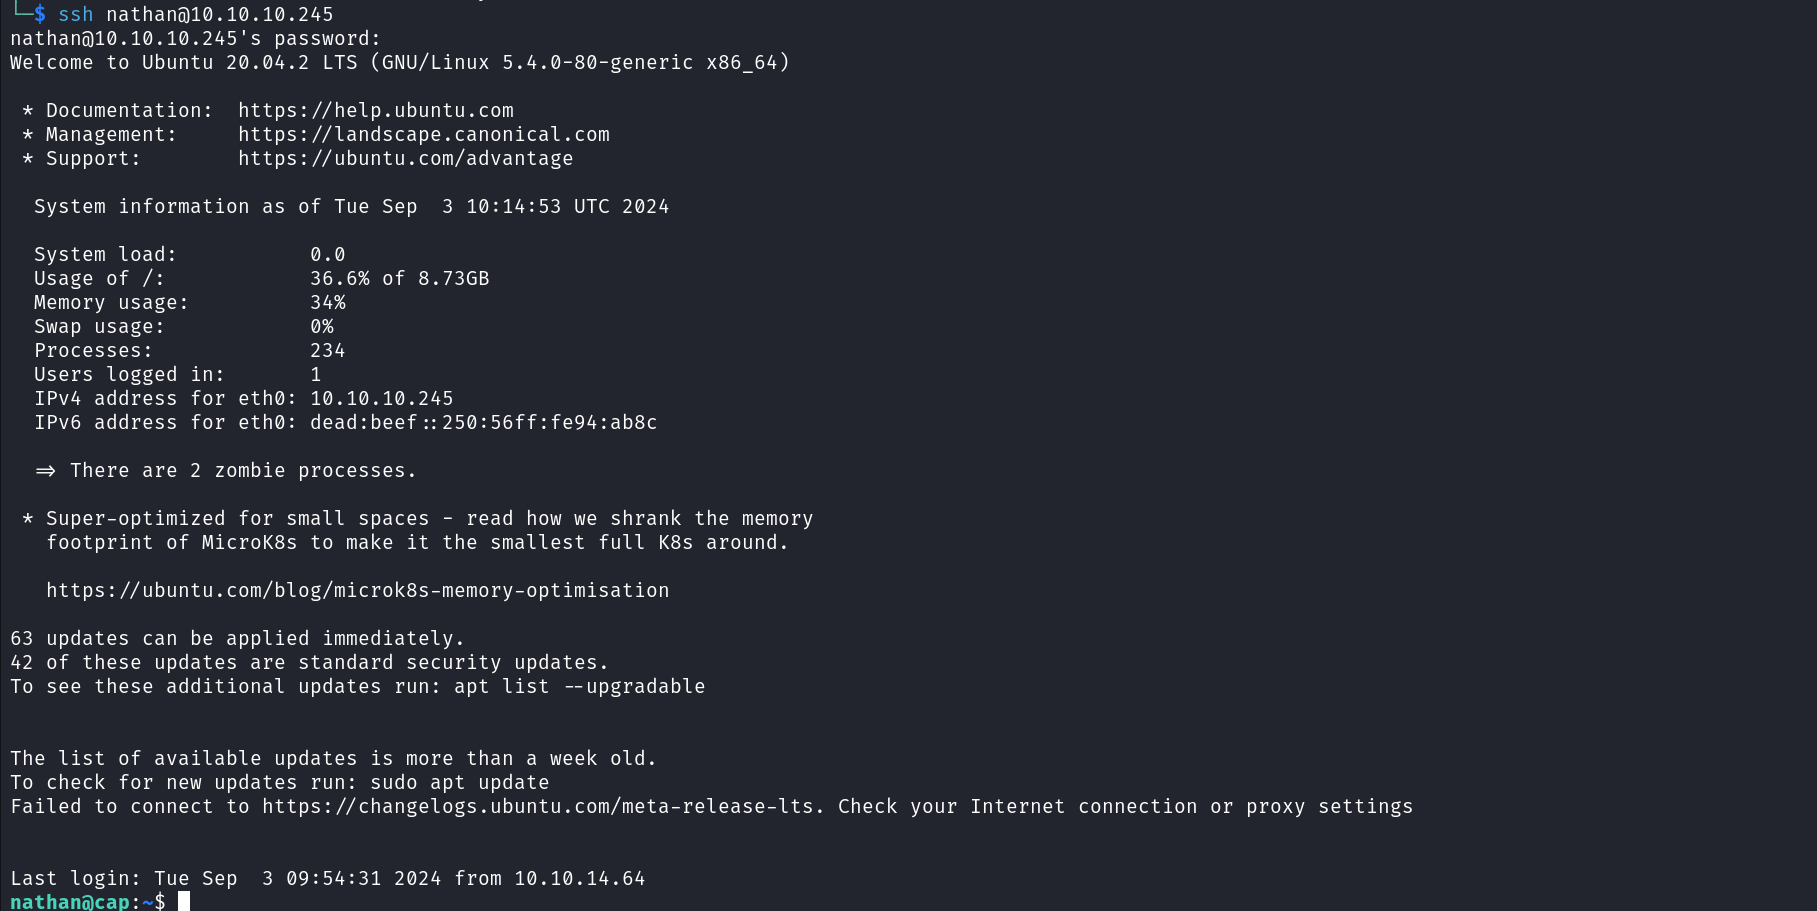 └─$ ssh nathan@10.10.10.245
nathan@10.10.10.245's password:
Welcome to Ubuntu 20.04.2 LTS (GNU/Linux 5.4.0-80-generic x86_64)

 * Documentation:  https://help.ubuntu.com
 * Management:     https://landscape.canonical.com
 * Support:        https://ubuntu.com/advantage

  System information as of Tue Sep  3 10:14:53 UTC 2024

  System load:           0.0
  Usage of /:            36.6% of 8.73GB
  Memory usage:          34%
  Swap usage:            0%
  Processes:             234
  Users logged in:       1
  IPv4 address for eth0: 10.10.10.245
  IPv6 address for eth0: dead:beef::250:56ff:fe94:ab8c

  => There are 2 zombie processes.

 * Super-optimized for small spaces - read how we shrank the memory
   footprint of MicroK8s to make it the smallest full K8s around.

   https://ubuntu.com/blog/microk8s-memory-optimisation

63 updates can be applied immediately.
42 of these updates are standard security updates.
To see these additional updates run: apt list --upgradable


The list of available updates is more than a week old.
To check for new updates run: sudo apt update
Failed to connect to https://changelogs.ubuntu.com/meta-release-lts. Check your Internet connection or proxy settings


Last login: Tue Sep  3 09:54:31 2024 from 10.10.14.64
nathan@cap:~$